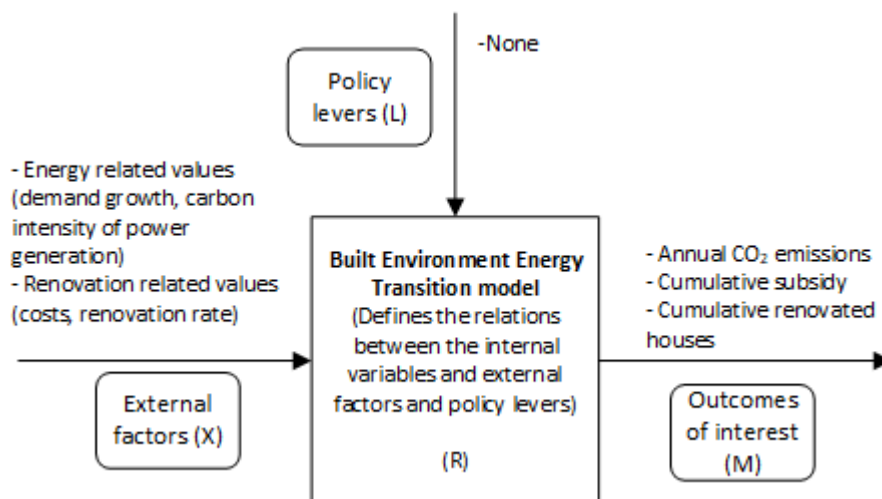 -None
Policy
levers (L)
- Energy related values
(demand growth, carbon
intensity of power
generation)
- Renovation related values
(costs, renovation rate)
External
factors (X)
Built Environment Energy
Transition model
(Defines the relations
between the internal
variables and external
factors and policy levers)
(R)
- Annual CO₂ emissions
- Cumulative subsidy
- Cumulative renovated
houses
Outcomes
of interest
(M)